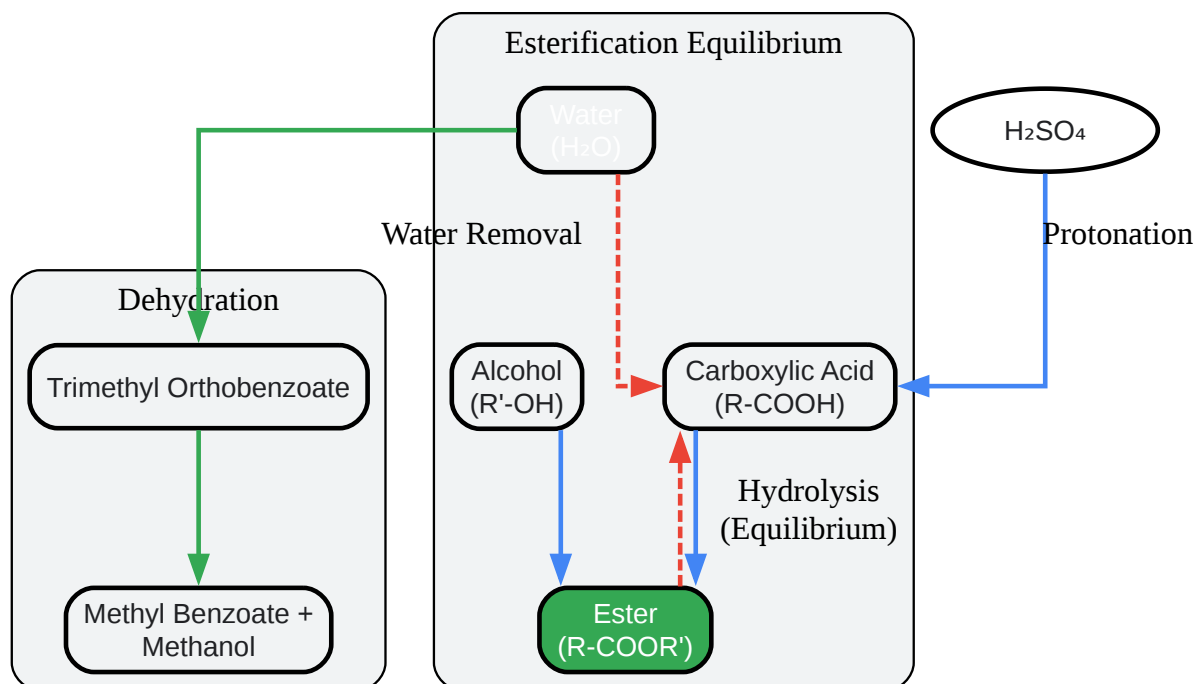 Esterification Equilibrium
Water
(H₂O)
H₂SO₄
Water Removal
Protonation
Dehydration
Trimethyl Orthobenzoate
Alcohol
(R'-OH)
Carboxylic Acid
(R-COOH)
Hydrolysis
(Equilibrium)
Methyl Benzoate +
Methanol
Ester
(R-COOR')